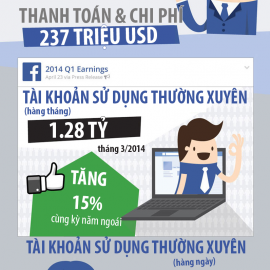 THANH TOÁN & CHI PHÍ
237 TRIỆU USD
2014 Q1 Earnings
April 23 via Press Release
TÀI KHOẢN SỬ DỤNG THƯỜNG XUYÊN
(hàng tháng)
1.28 TỶ
tháng 3/2014
TĂNG
15%
cùng kỳ năm ngoái
TÀI KHOẢN SỬ DỤNG THƯỜNG XUYÊN
(hàng ngày)